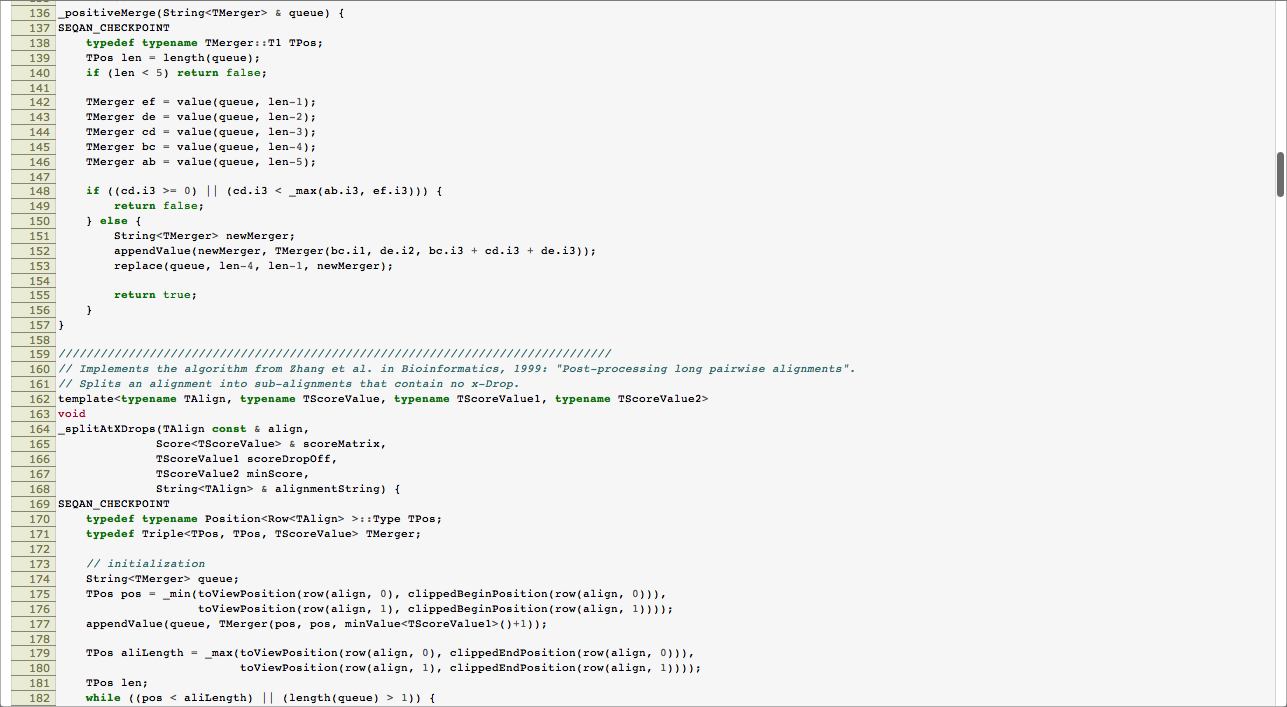 136 _positiveMerge(String<TMerger> & queue) {
137 SEQAN_CHECKPOINT
138     typedef typename TMerger::T1 TPos;
139     TPos len = length(queue);
140     if (len < 5) return false;
141
142     TMerger ef = value(queue, len-1);
143     TMerger de = value(queue, len-2);
144     TMerger cd = value(queue, len-3);
145     TMerger bc = value(queue, len-4);
146     TMerger ab = value(queue, len-5);
147
148     if ((cd.i3 >= 0) || (cd.i3 < _max(ab.i3, ef.i3))) {
149         return false;
150     } else {
151         String<TMerger> newMerger;
152         appendValue(newMerger, TMerger(bc.i1, de.i2, bc.i3 + cd.i3 + de.i3));
153         replace(queue, len-4, len-1, newMerger);
154
155         return true;
156     }
157 }
158
159 ///////////////////////////////////////////////////////////////////////////////
160 // Implements the algorithm from Zhang et al. in Bioinformatics, 1999: "Post-processing long pairwise alignments".
161 // Splits an alignment into sub-alignments that contain no x-Drop.
162 template<typename TAlign, typename TScoreValue, typename TScoreValue1, typename TScoreValue2>
163 void
164 _splitAtXDrops(TAlign const & align,
165               Score<TScoreValue> & scoreMatrix,
166               TScoreValue1 scoreDropOff,
167               TScoreValue2 minScore,
168               String<TAlign> & alignmentString) {
169 SEQAN_CHECKPOINT
170     typedef typename Position<Row<TAlign> >::Type TPos;
171     typedef Triple<TPos, TPos, TScoreValue> TMerger;
172
173     // initialization
174     String<TMerger> queue;
175     TPos pos = _min(toViewPosition(row(align, 0), clippedBeginPosition(row(align, 0))),
176                     toViewPosition(row(align, 1), clippedBeginPosition(row(align, 1))));
177     appendValue(queue, TMerger(pos, pos, minValue<TScoreValue1>()+1));
178
179     TPos aliLength = _max(toViewPosition(row(align, 0), clippedEndPosition(row(align, 0))),
180                           toViewPosition(row(align, 1), clippedEndPosition(row(align, 1))));
181     TPos len;
182     while ((pos < aliLength) || (length(queue) > 1)) {